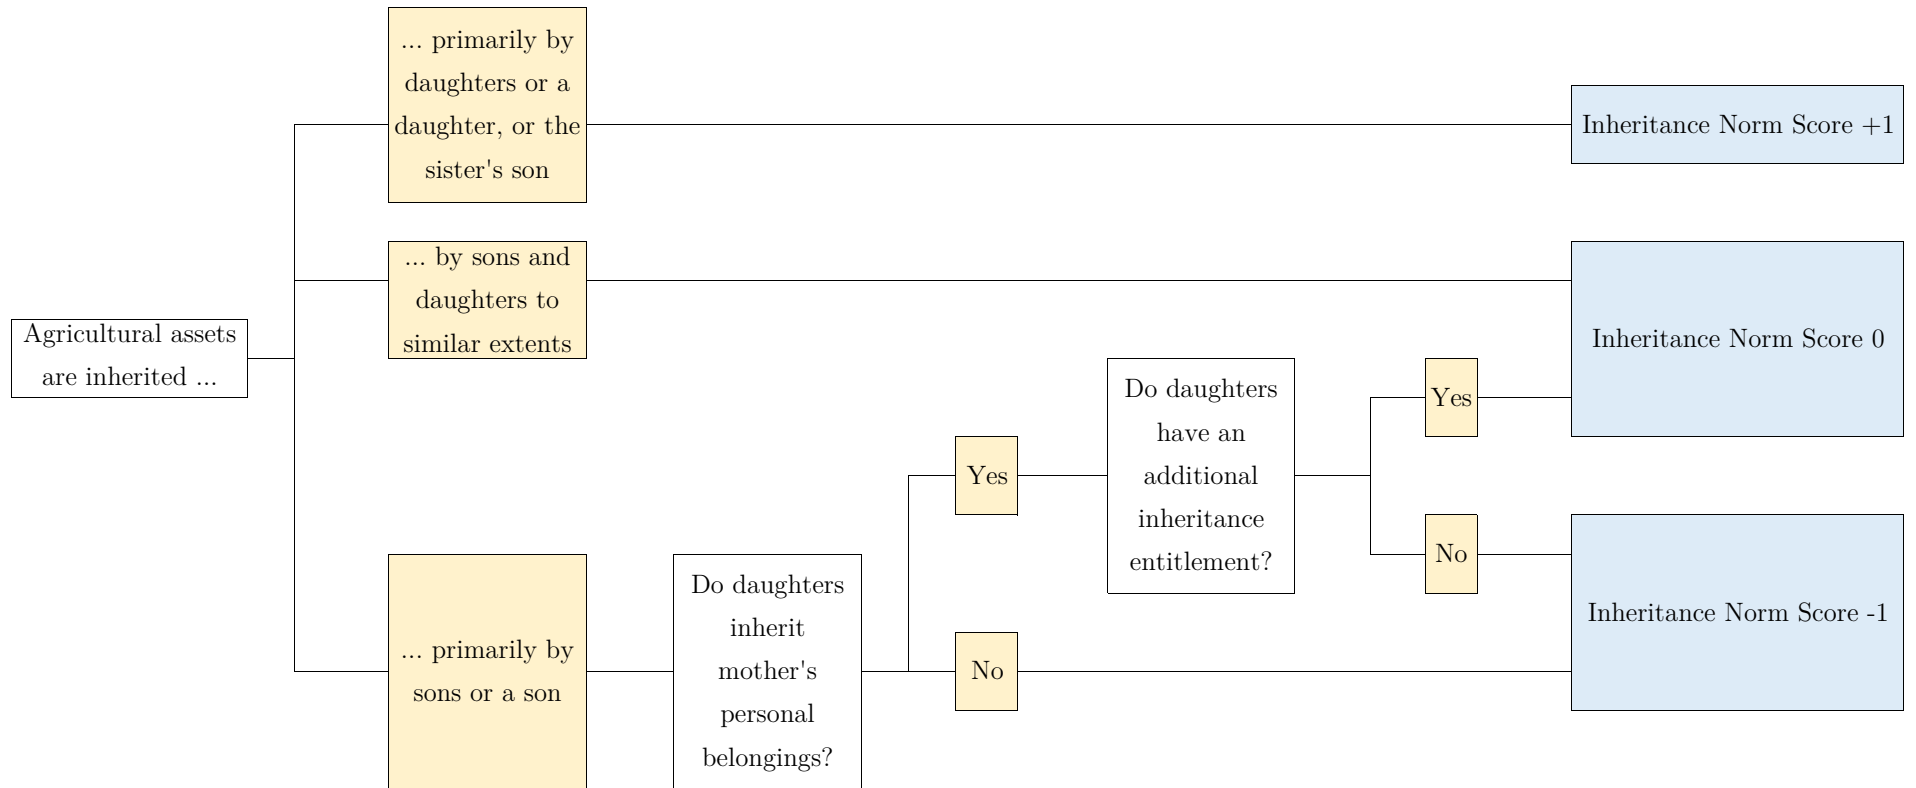 Agricultural assets
are inherited ...
... primarily by
daughters or a
daughter, or the
sister's son
Inheritance Norm Score +1
... by sons and
daughters to
similar extents
Inheritance Norm Score 0
... primarily by
sons or a son
Do daughters
inherit
mother's
personal
belongings?
Yes
Do daughters
have an
additional
inheritance
entitlement?
Yes
No
No
Inheritance Norm Score -1